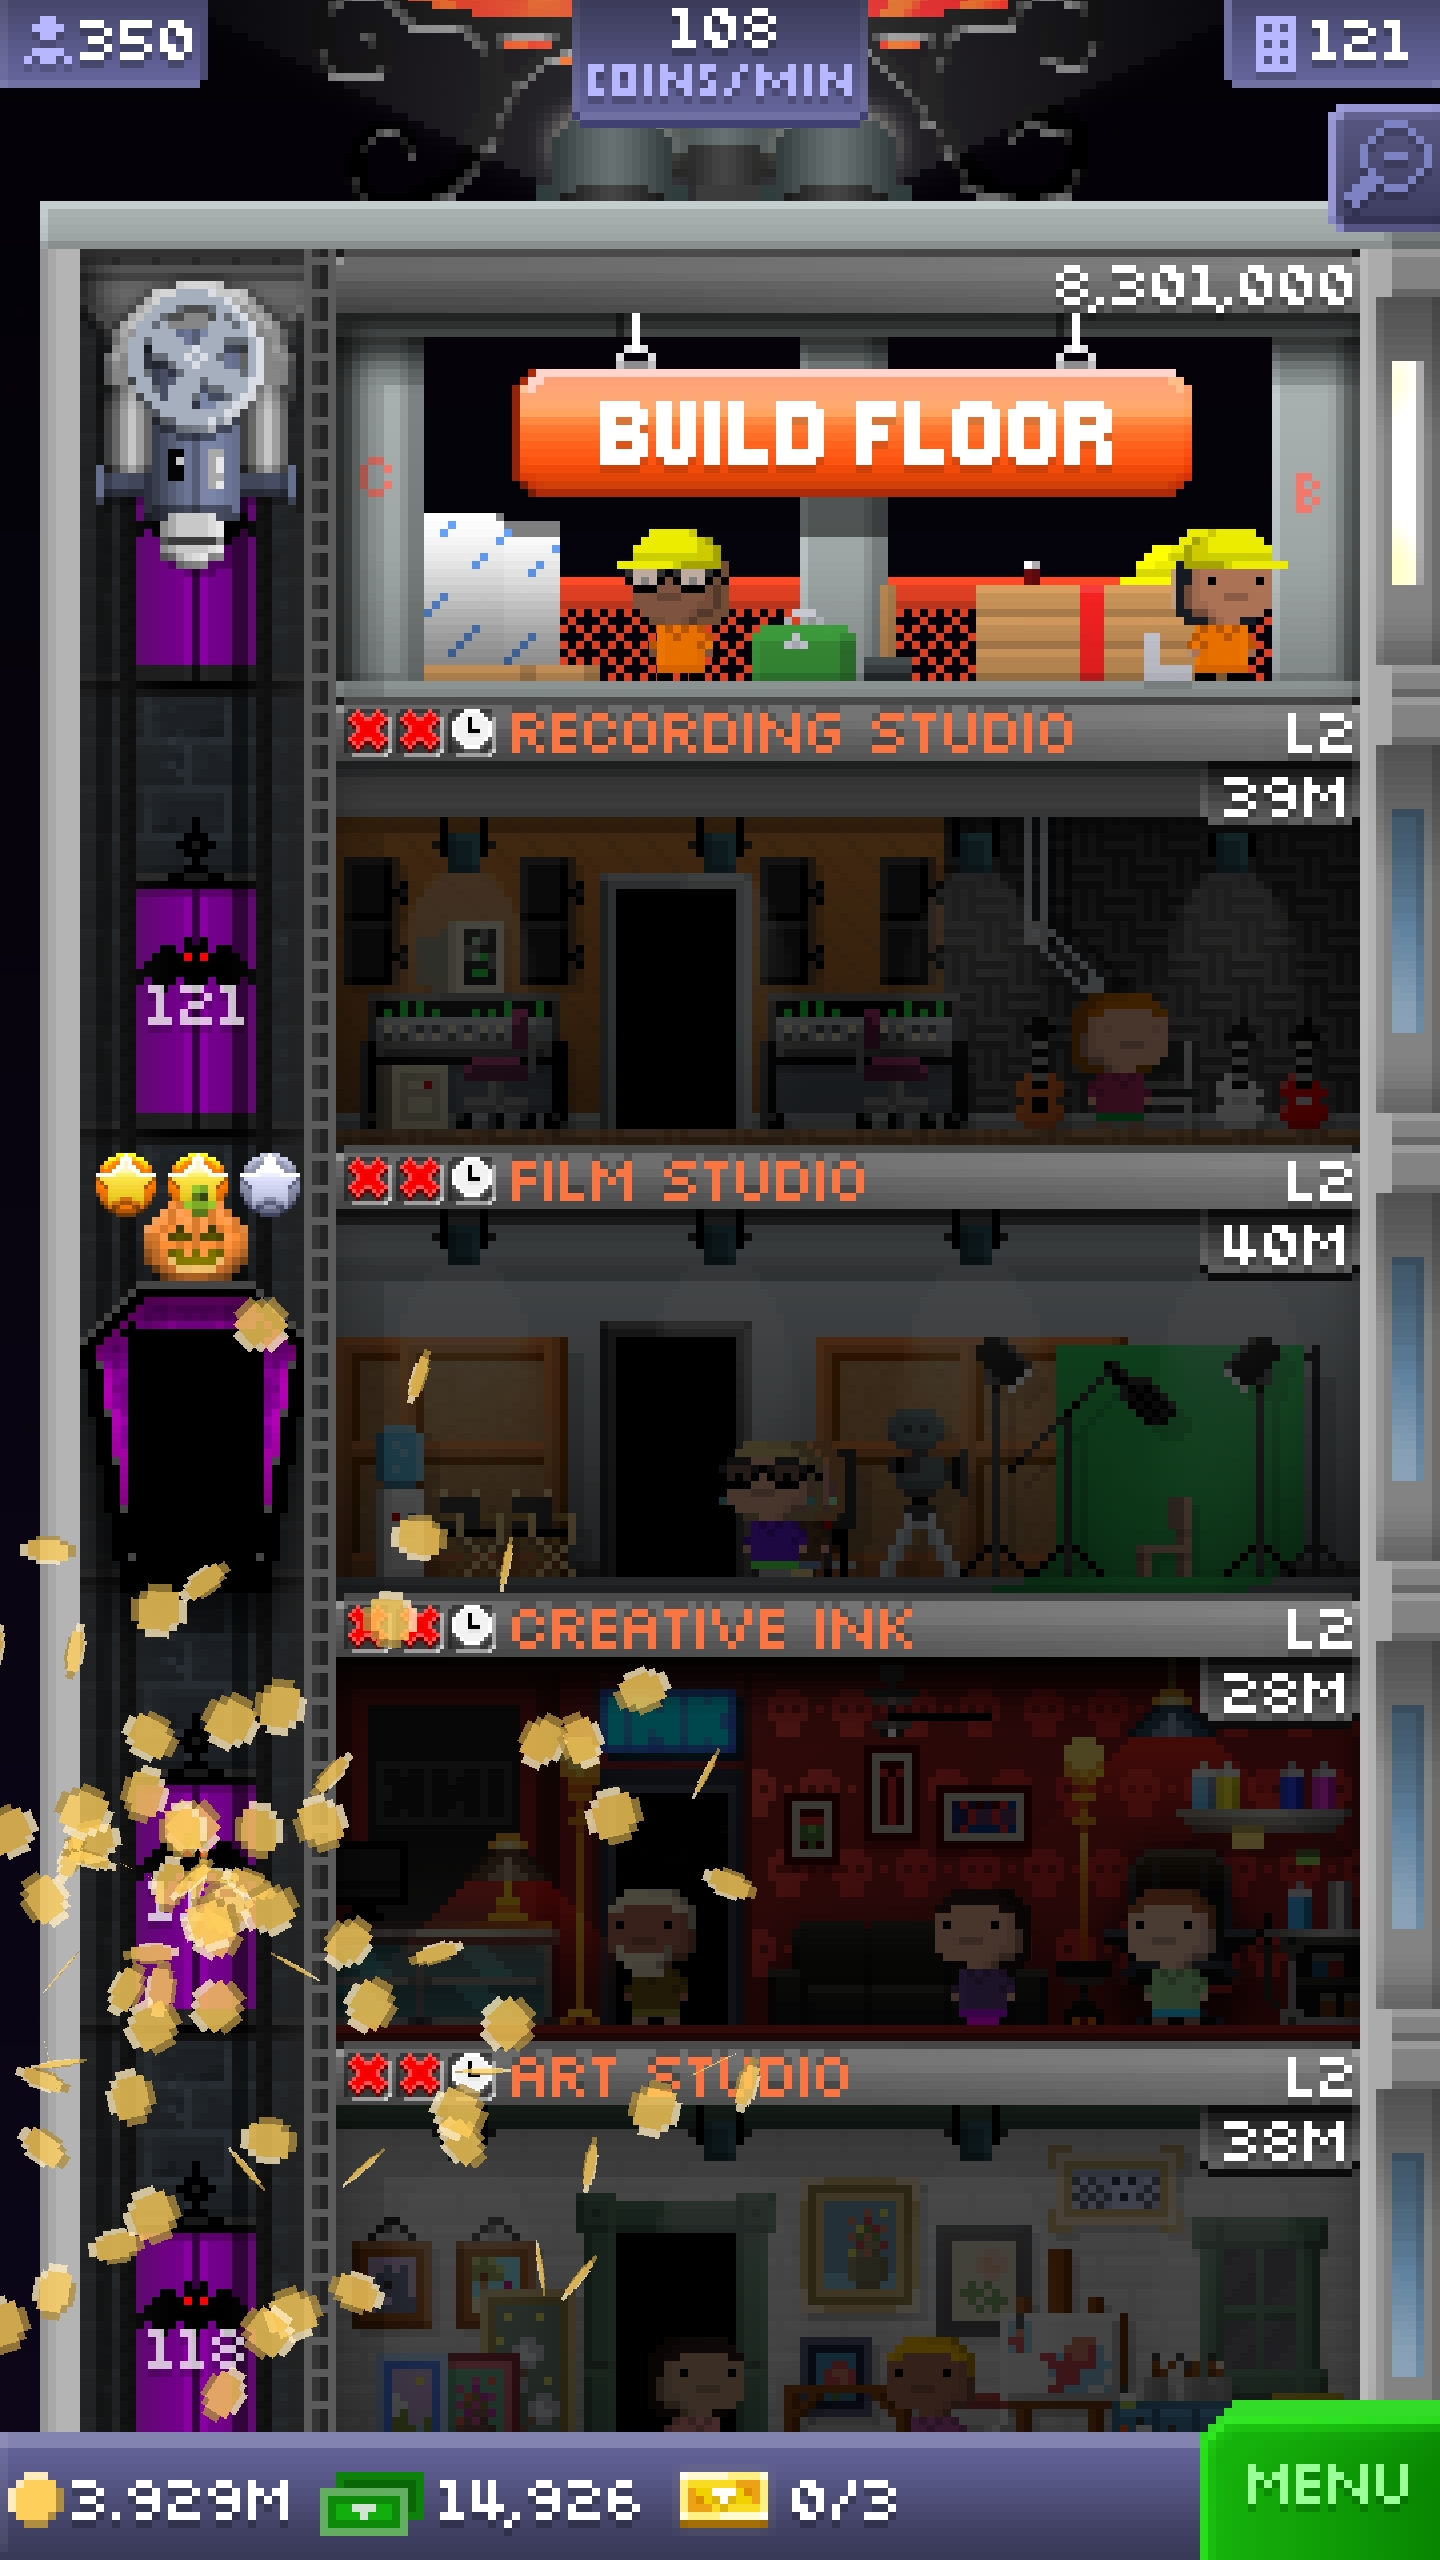 350
108
COINS/MIN
121
8,301,000
BUILD FLOOR
C
B
RECORDING STUDIO L2
39M
121
FILM STUDIO L2
40M
CREATIVE INK L2
28M
INK
ART STUDIO L2
38M
118
3.929M 14,926 0/3
MENU